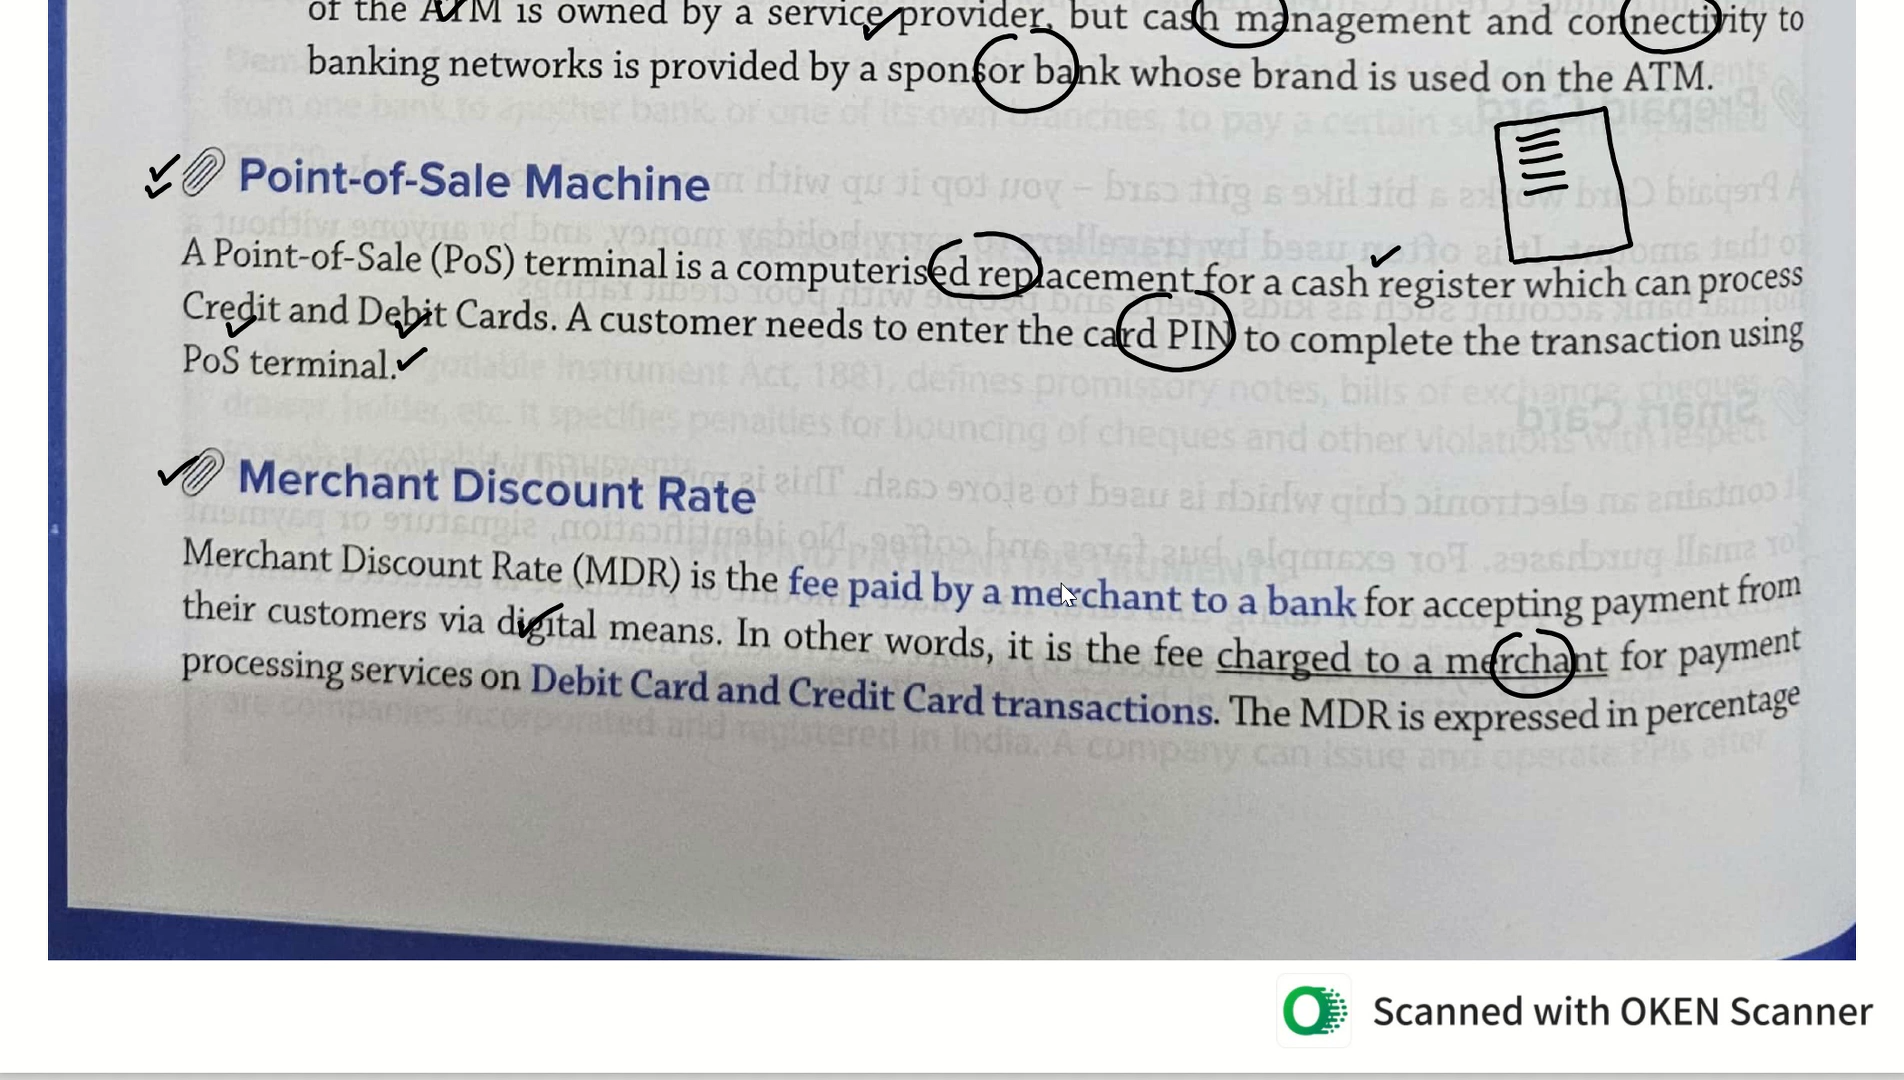 of the ATM is owned by a service provider, but cash management and connectivity to
banking networks is provided by a sponsor bank whose brand is used on the ATM.
Point-of-Sale Machine
A Point-of-Sale (PoS) terminal is a computerised replacement for a cash register which can process
Credit and Debit Cards. A customer needs to enter the card PIN to complete the transaction using
PoS terminal.
Merchant Discount Rate
Merchant Discount Rate (MDR) is the fee paid by a merchant to a bank for accepting payment from
their customers via digital means. In other words, it is the fee charged to a merchant for payment
processing services on Debit Card and Credit Card transactions. The MDR is expressed in percentage
Scanned with OKEN Scanner